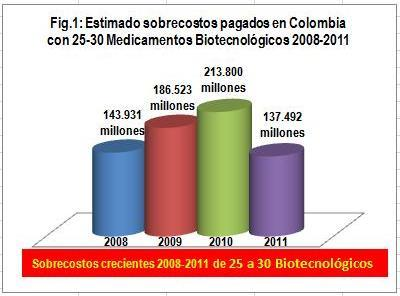 Fig.1: Estimado sobrecostos pagados en Colombia
con 25-30 Medicamentos Biotecnológicos 2008-2011
213.800
millones
186.523
millones
143.931
millones
137.492
millones
2008 2009 2010 2011
Sobrecostos crecientes 2008-2011 de 25 a 30 Biotecnológicos